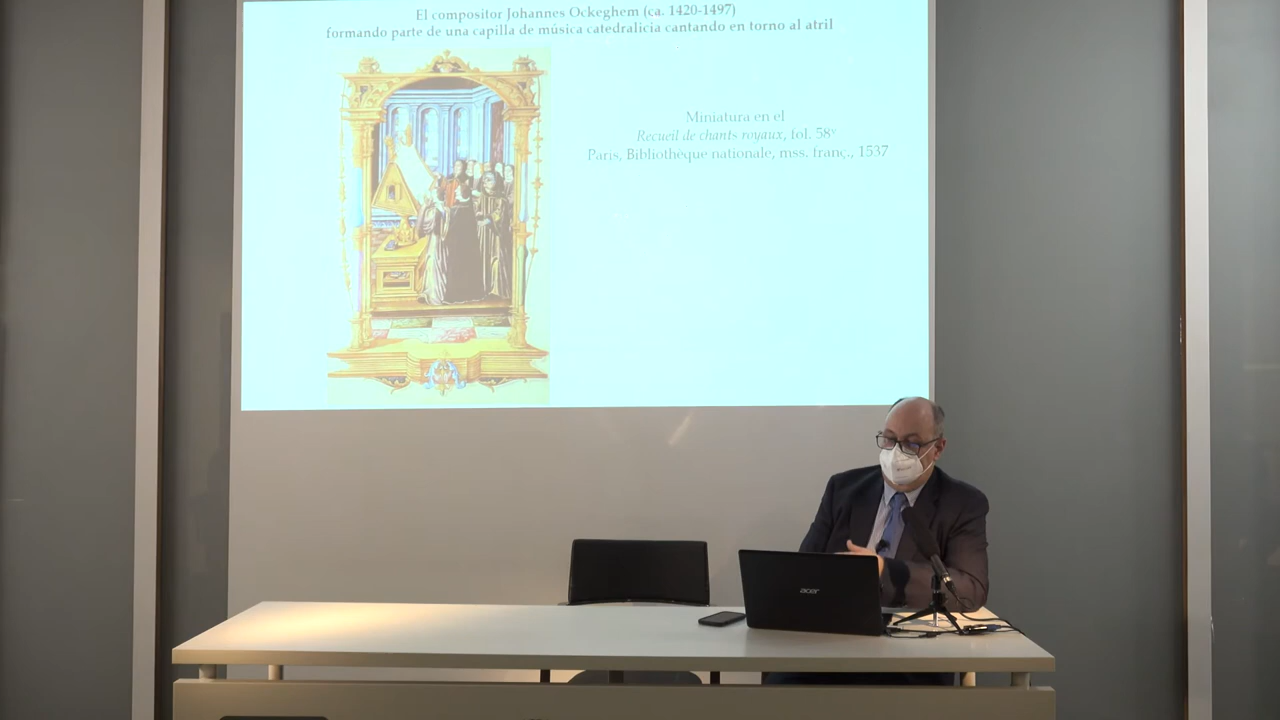 El compositor Johannes Ockeghem (ca. 1420-1497)
formando parte de una capilla de música catedralicia cantando en torno al atril
Miniatura en el
Recueil de chants royaux, fol. 58v
Paris, Bibliothèque nationale, mss. franç., 1537
acer